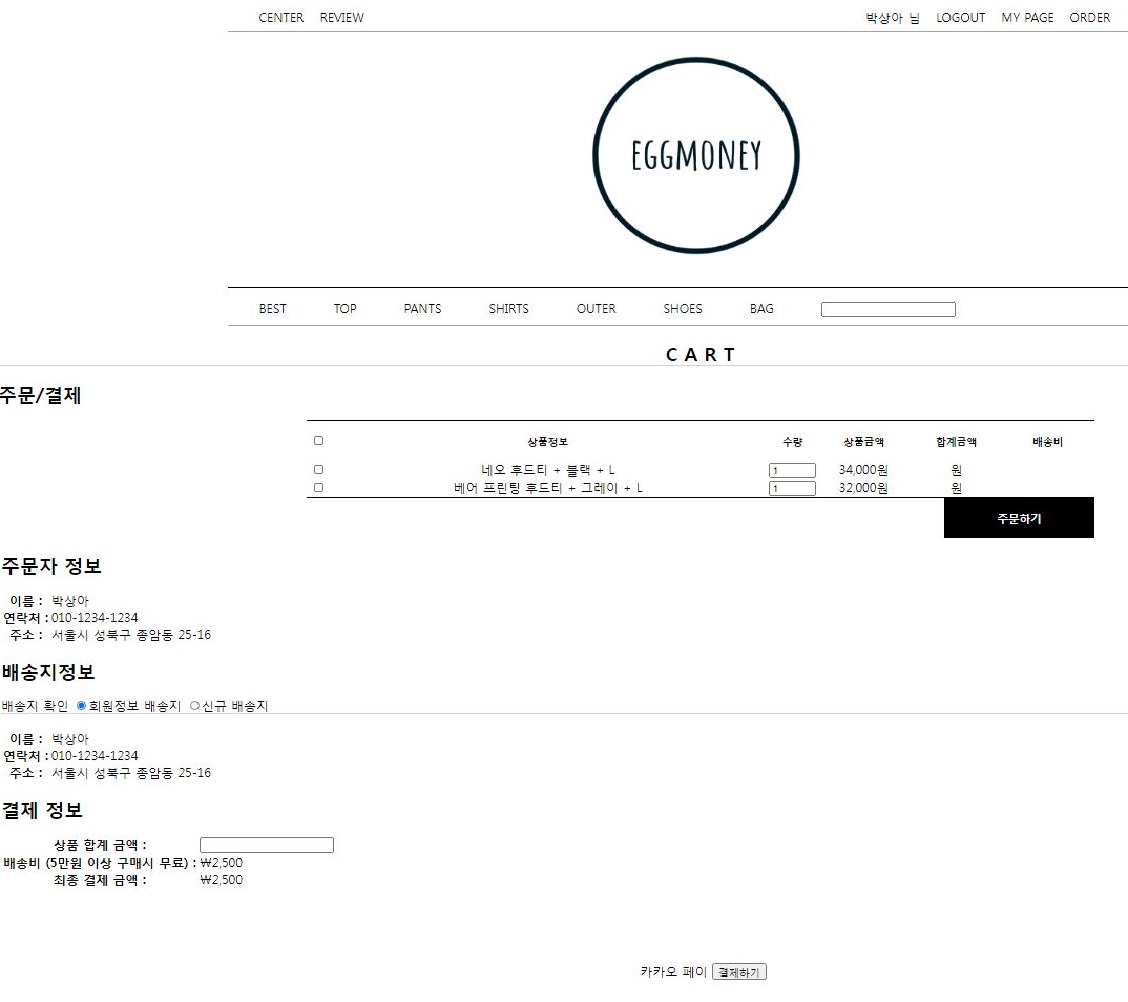 CENTER REVIEW 박상아 님 LOGOUT MY PAGE ORDER
EGGMONEY
BEST TOP PANTS SHIRTS OUTER SHOES BAG
CART
주문/결제
상품정보 수량 상품금액 합계금액 배송비
네오 후드티 + 블랙 + L 1 34,000원 원
베어 프린팅 후드티 + 그레이 + L 1 32,000원 원
주문하기
주문자 정보
이름 : 박상아
연락처 : 010-1234-1234
주소 : 서울시 성북구 종암동 25-16
배송지정보
배송지 확인 회원정보 배송지 신규 배송지
이름 : 박상아
연락처 : 010-1234-1234
주소 : 서울시 성북구 종암동 25-16
결제 정보
상품 합계 금액 :
배송비 (5만원 이상 구매시 무료) : ₩2,500
최종 결제 금액 : ₩2,500
카카오 페이 결제하기